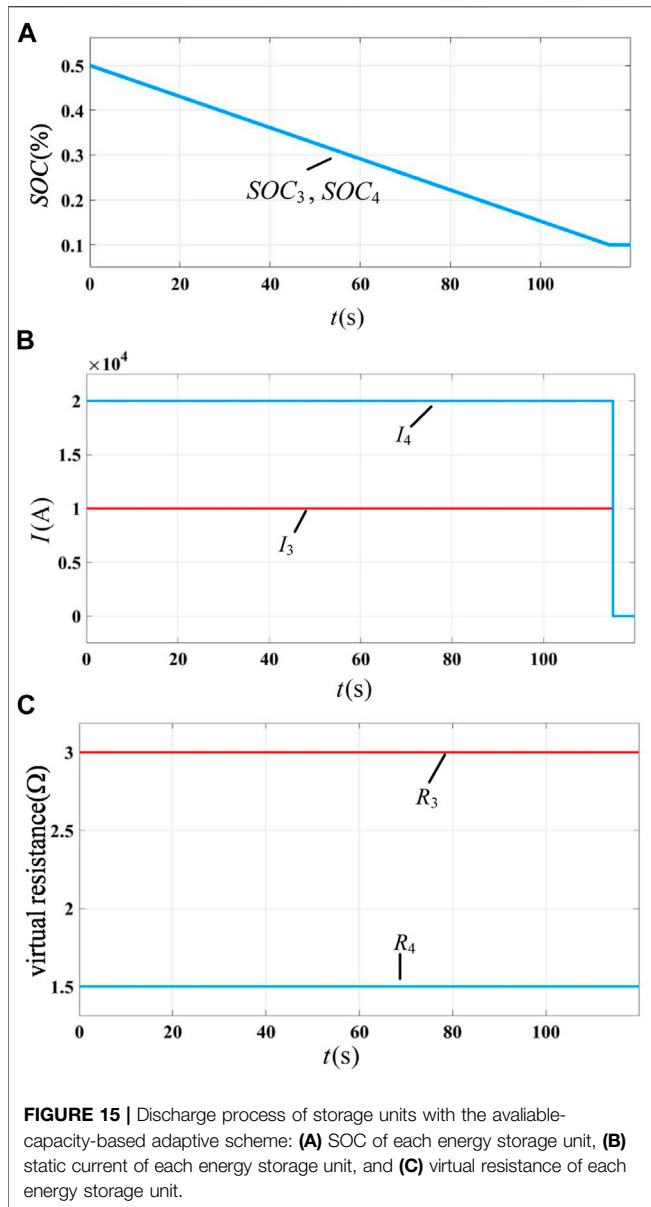 A
0.5
0.4
0.3
0.2
0.1
SOC(%)
SOC₃, SOC₄
0 20 40 60 80 100
t(s)
B
×10⁴
2
1.5
1
0.5
0
I(A)
I₄
I₃
0 20 40 60 80 100
t(s)
C
3
2.5
2
1.5
virtual resistance(Ω)
R₃
R₄
0 20 40 60 80 100
t(s)
FIGURE 15 | Discharge process of storage units with the avaliable-
capacity-based adaptive scheme: (A) SOC of each energy storage unit, (B)
static current of each energy storage unit, and (C) virtual resistance of each
energy storage unit.